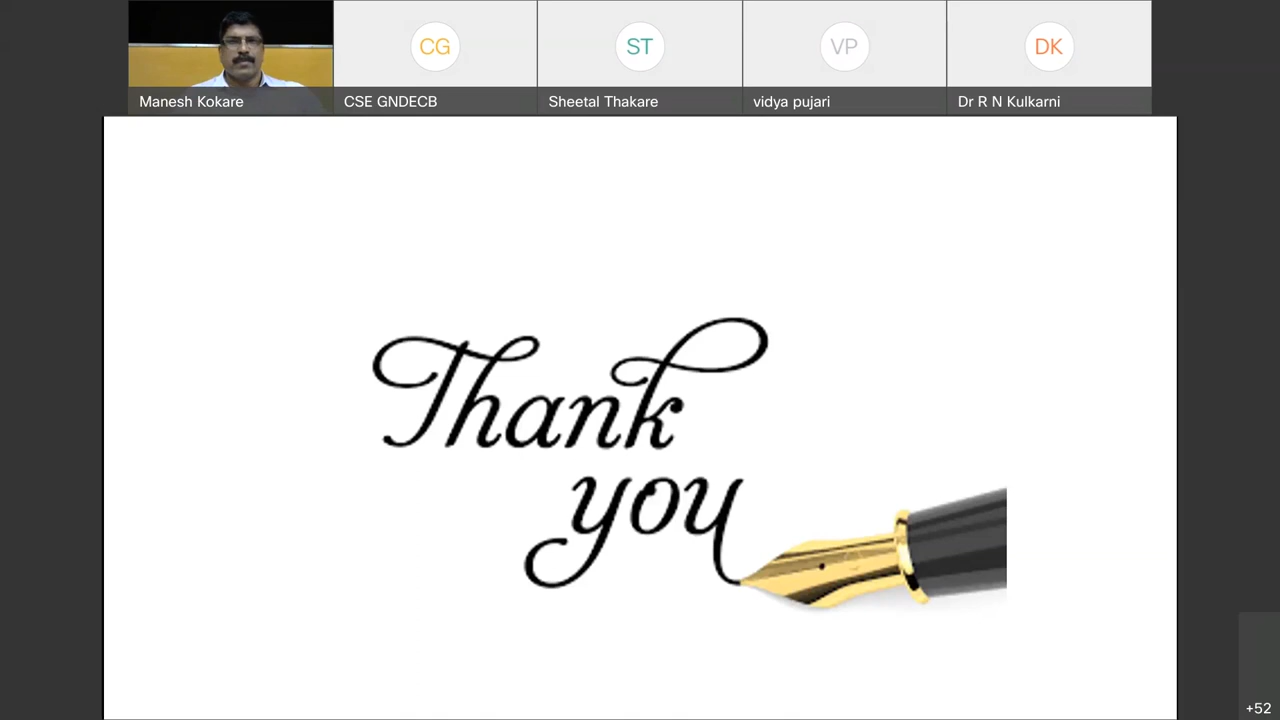 CG
ST
VP
DK
Manesh Kokare
CSE GNDECB
Sheetal Thakare
vidya pujari
Dr R N Kulkarni
Thank
you
+52